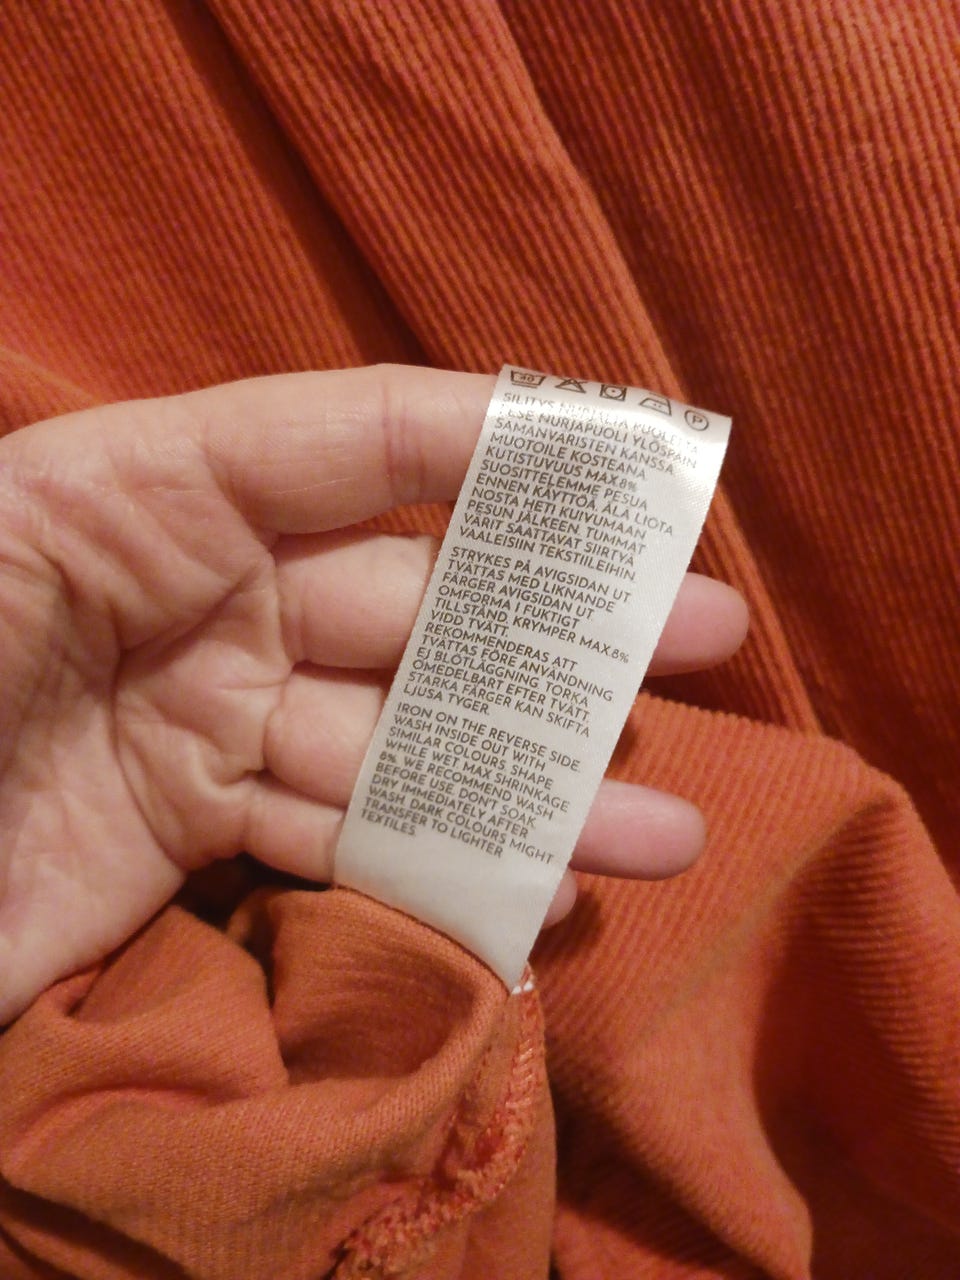 40 P
SILITYS NURJALTA PUOLELTA
PESE NURJAPUOLI YLÖSPÄIN
SAMANVÄRISTEN KANSSA
MUOTOILE KOSTEANA
KUTISTUVUUS MAX.8%
SUOSITTELEMME PESUA
ENNEN KÄYTTÖÄ. ÄLÄ LIOTA
NOSTA HETI KUIVUMAAN
PESUN JÄLKEEN. TUMMAT
VÄRIT SAATTAVAT SIIRTYÄ
VAALEISIIN TEKSTIILEIHIN.
STRYKES PÅ AVIGSIDAN UT
TVÄTTAS MED LIKNANDE
FÄRGER AVIGSIDAN UT
OMFORMA I FUKTIGT
TILLSTÅND. KRYMPER MAX.8%
VIDD TVÄTT.
REKOMMENDERAS ATT
TVÄTTAS FÖRE ANVÄNDNING
EJ BLÖTLÄGGNING. TORKA
OMEDELBART EFTER TVÄTT.
STARKA FÄRGER KAN SKIFTA
LJUSA TYGER.
IRON ON THE REVERSE SIDE.
WASH INSIDE OUT WITH
SIMILAR COLOURS. SHAPE
WHILE WET. MAX SHRINKAGE
8%. WE RECOMMEND WASH
BEFORE USE. DON'T SOAK.
DRY IMMEDIATELY AFTER
WASH. DARK COLOURS MIGHT
TRANSFER TO LIGHTER
TEXTILES